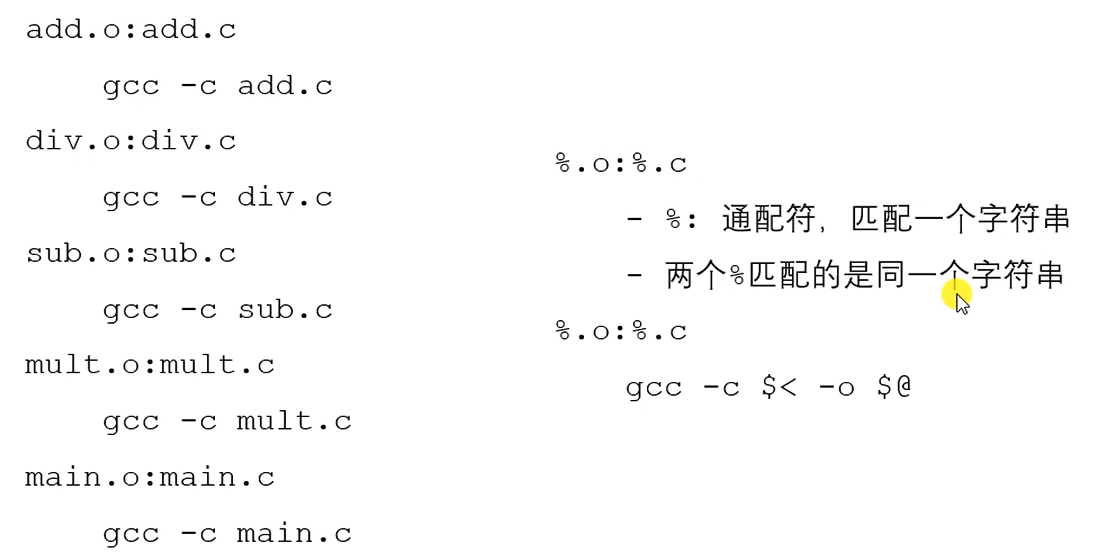 add.o:add.c
gcc -c add.c
div.o:div.c
gcc -c div.c
sub.o:sub.c
gcc -c sub.c
mult.o:mult.c
gcc -c mult.c
main.o:main.c
gcc -c main.c
%.o:%.c
- %: 通配符, 匹配一个字符串
- 两个%匹配的是同一个字符串
%.o:%.c
gcc -c $< -o $@